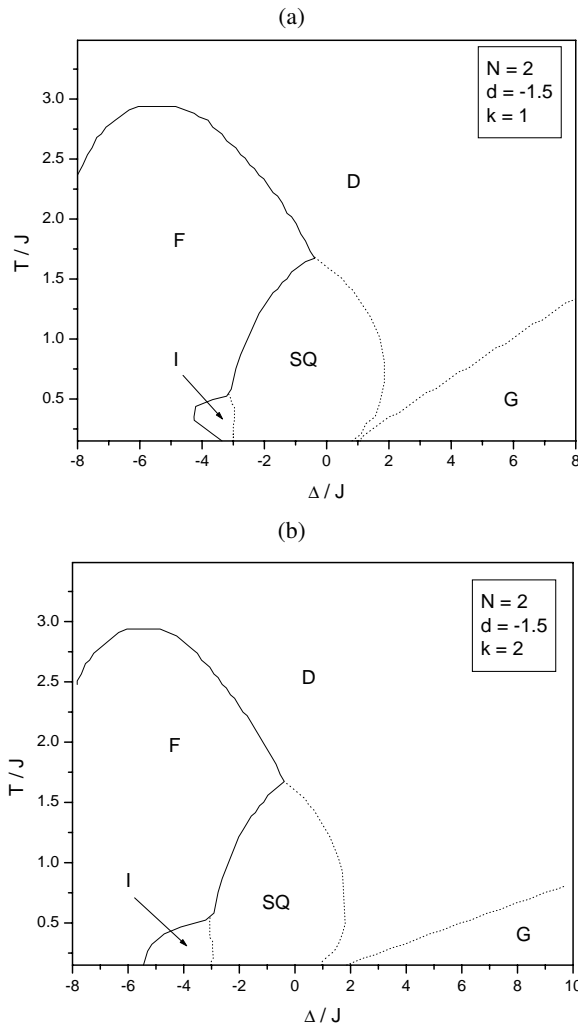 (a)
N = 2
d = -1.5
k = 1
3.0
2.5
2.0
1.5
1.0
0.5
T / J
D
F
I
SQ
G
-8 -6 -4 -2 0 2 4 6 8
Δ / J
(b)
N = 2
d = -1.5
k = 2
3.0
2.5
2.0
1.5
1.0
0.5
T / J
D
F
I
SQ
G
-8 -6 -4 -2 0 2 4 6 8 10
Δ / J